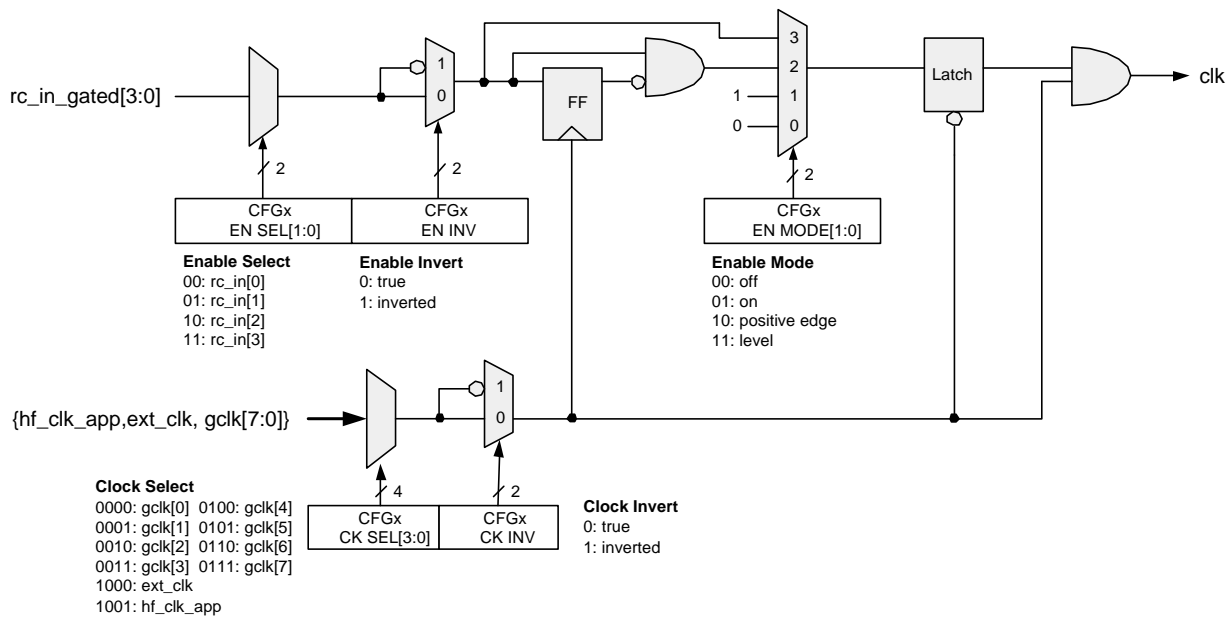 3
1
2
Latch
clk
rc_in_gated[3:0]
0
FF
1
1
0
0
2
2
2
CFGx
EN SEL[1:0]
CFGx
EN INV
CFGx
EN MODE[1:0]
Enable Select
00: rc_in[0]
01: rc_in[1]
10: rc_in[2]
11: rc_in[3]
Enable Invert
0: true
1: inverted
Enable Mode
00: off
01: on
10: positive edge
11: level
1
{hf_clk_app,ext_clk, gclk[7:0]}
0
Clock Select
0000: gclk[0] 0100: gclk[4]
0001: gclk[1] 0101: gclk[5]
0010: gclk[2] 0110: gclk[6]
0011: gclk[3] 0111: gclk[7]
1000: ext_clk
1001: hf_clk_app
4
2
CFGx
CK SEL[3:0]
CFGx
CK INV
Clock Invert
0: true
1: inverted